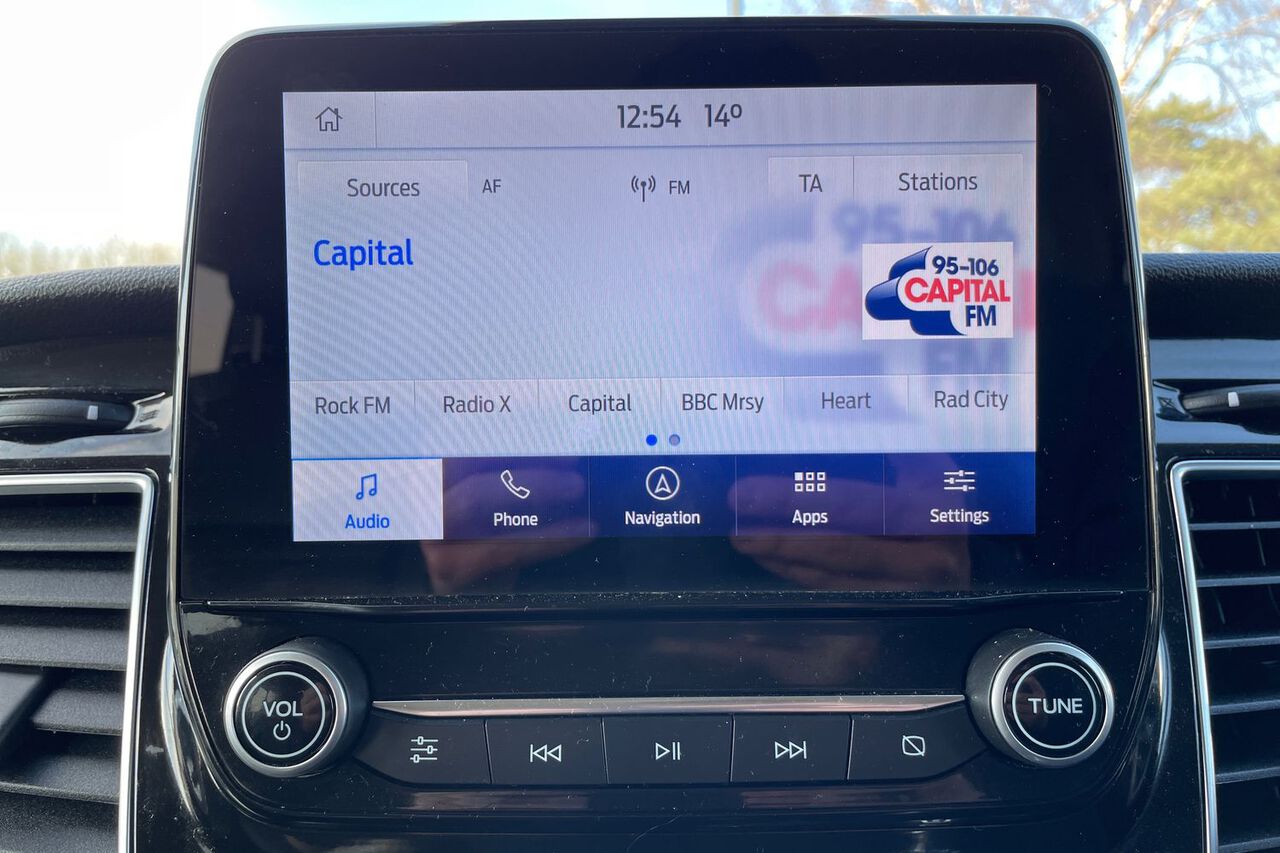 12:54 14º
Sources AF FM TA Stations
Capital
95-106
CAPITAL
FM
Rock FM Radio X Capital BBC Mrsy Heart Rad City
Audio Phone Navigation Apps Settings
VOL
TUNE